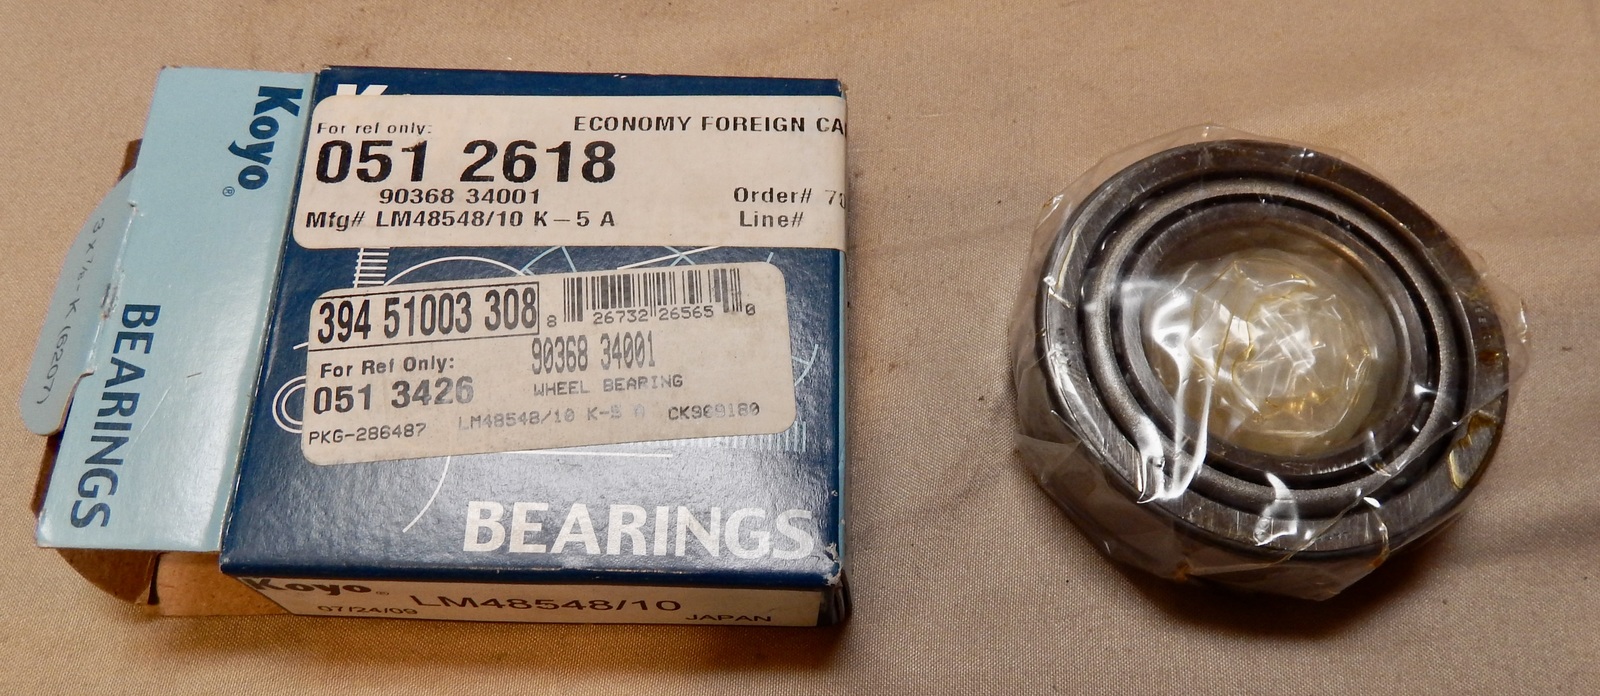 Koyo®
BEARINGS
K
For ref only:
ECONOMY FOREIGN CA
051 2618
90368 34001
Order# 78
Mfg# LM48548/10 K-5 A
Line#
394 51003 308
8 26732 26565 0
90368 34001
For Ref Only:
051 3426
WHEEL BEARING
PKG-286487
LM48548/10 K-5 A CK969180
BEARINGS
Koyo®
LM48548/10
07/24/09
JAPAN